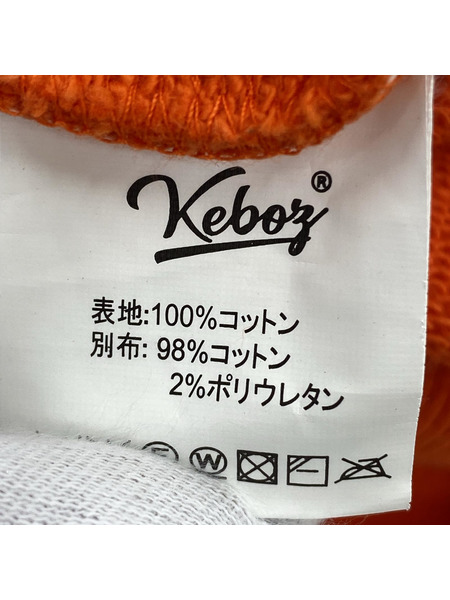 Keboz®
表地:100%コットン
別布: 98%コットン
2%ポリウレタン
W